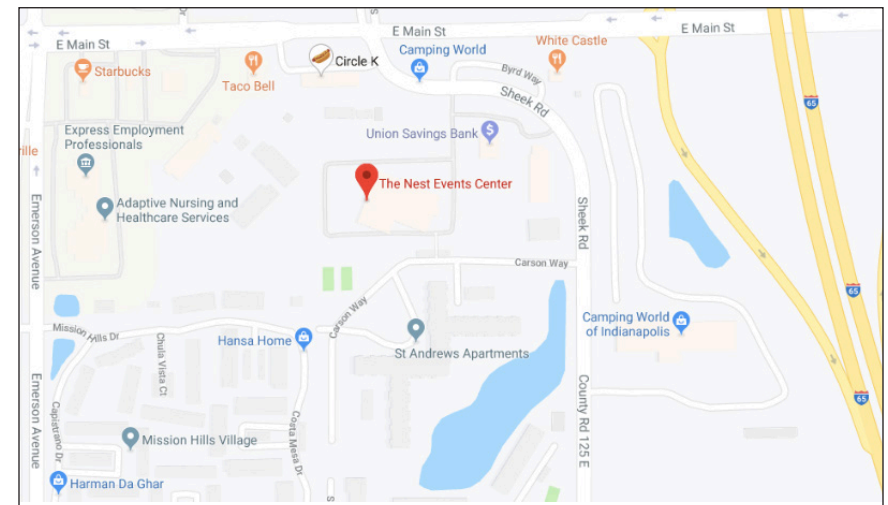 E Main St
E Main St
E Main St
White Castle
Camping World
Circle K
Starbucks
Taco Bell
Byrd Way
Sheek Rd
65
Express Employment
Professionals
Union Savings Bank
ville
The Nest Events Center
Adaptive Nursing and
Healthcare Services
Emerson Avenue
Sheek Rd
Carson Way
65
Carson Way
Camping World
of Indianapolis
Mission Hills Dr
Hansa Home
Chula Vista Ct
St Andrews Apartments
Emerson Avenue
County Rd 125 E
65
Capistrano Dr
Costa Mesa Dr
Mission Hills Village
Harman Da Ghar
S
S